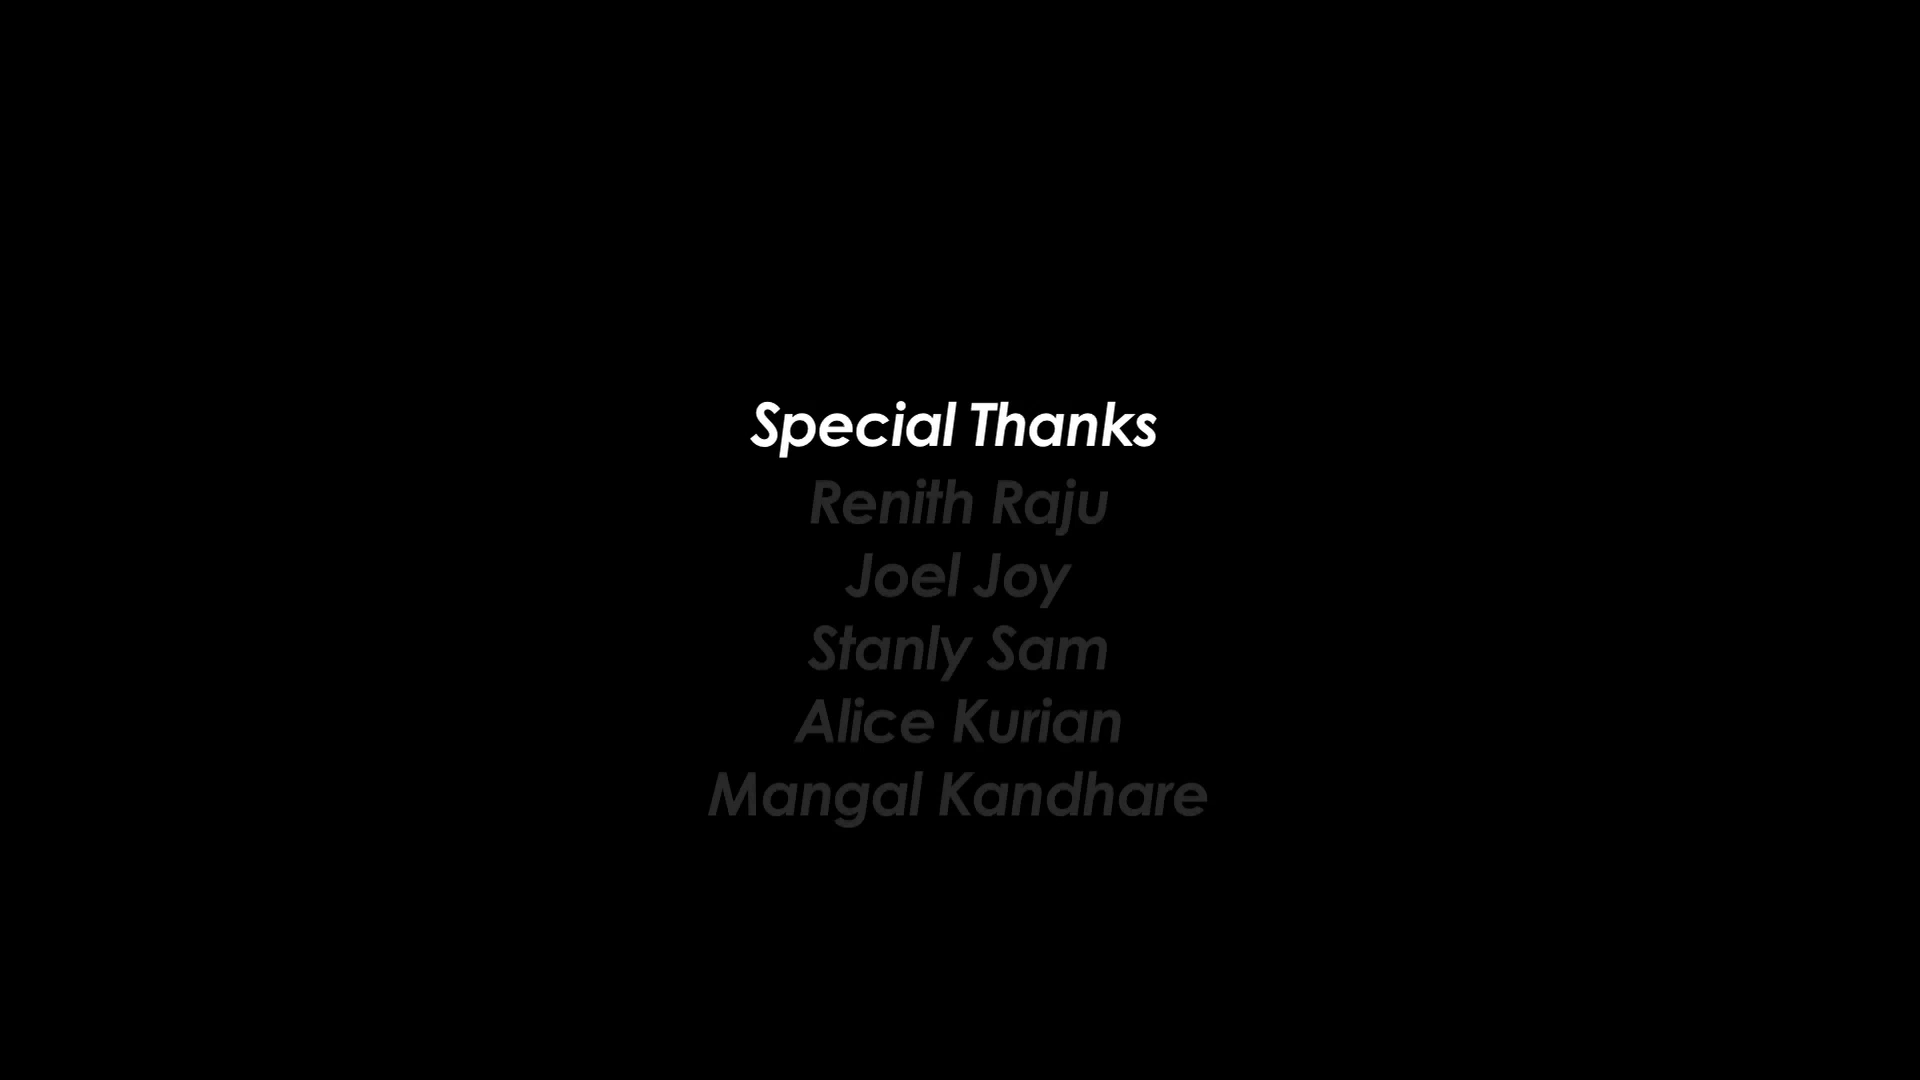 Special Thanks
Renith Raju
Joel Joy
Stanly Sam
Alice Kurian
Mangal Kandhare